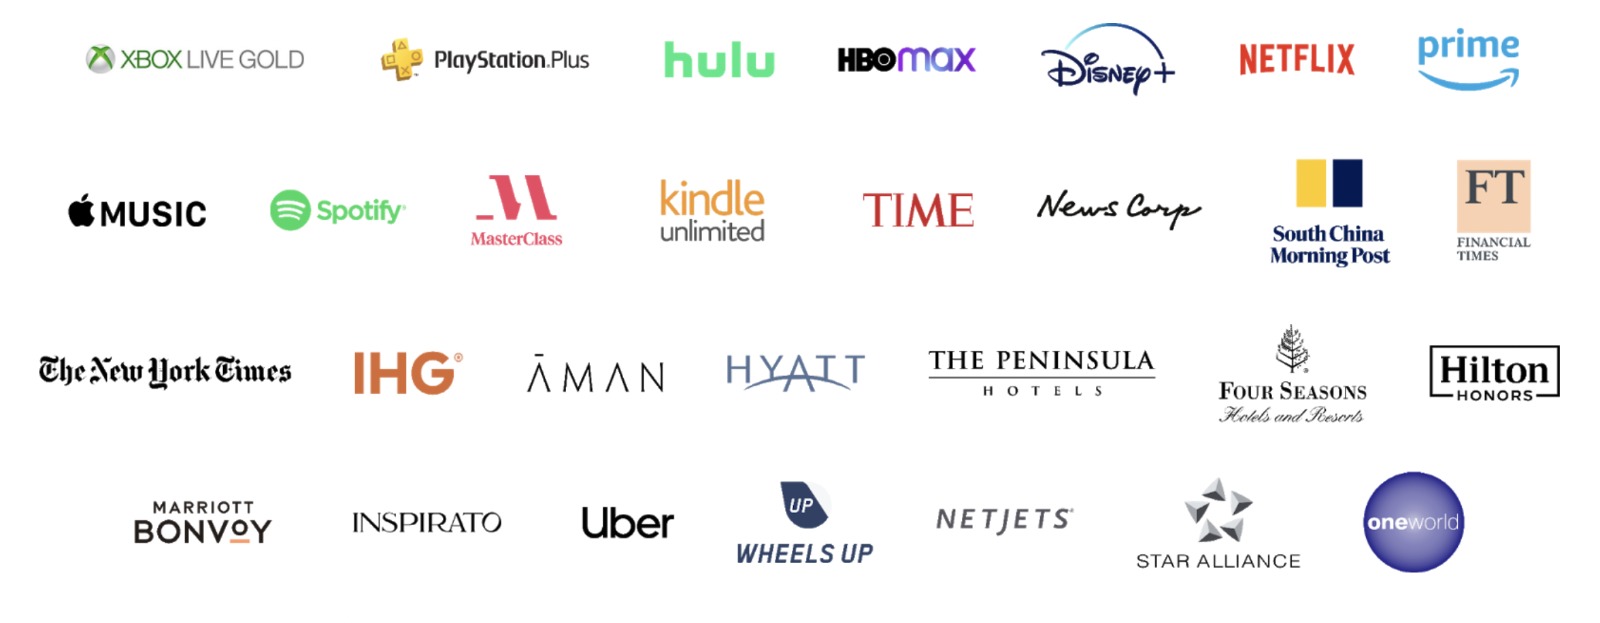 XBOX LIVE GOLD
PlayStation.Plus
hulu
HBOmax
Disney+
NETFLIX
prime
MUSIC
Spotify®
MasterClass
kindle
unlimited
TIME
News Corp
South China
Morning Post
FT
FINANCIAL
TIMES
The New York Times
IHG®
ĀMAN
HYATT
THE PENINSULA
HOTELS
FOUR SEASONS
Hotels and Resorts
Hilton
HONORS
MARRIOTT
BONVOY
INSPIRATO
Uber
UP
WHEELS UP
NETJETS®
STAR ALLIANCE
oneworld